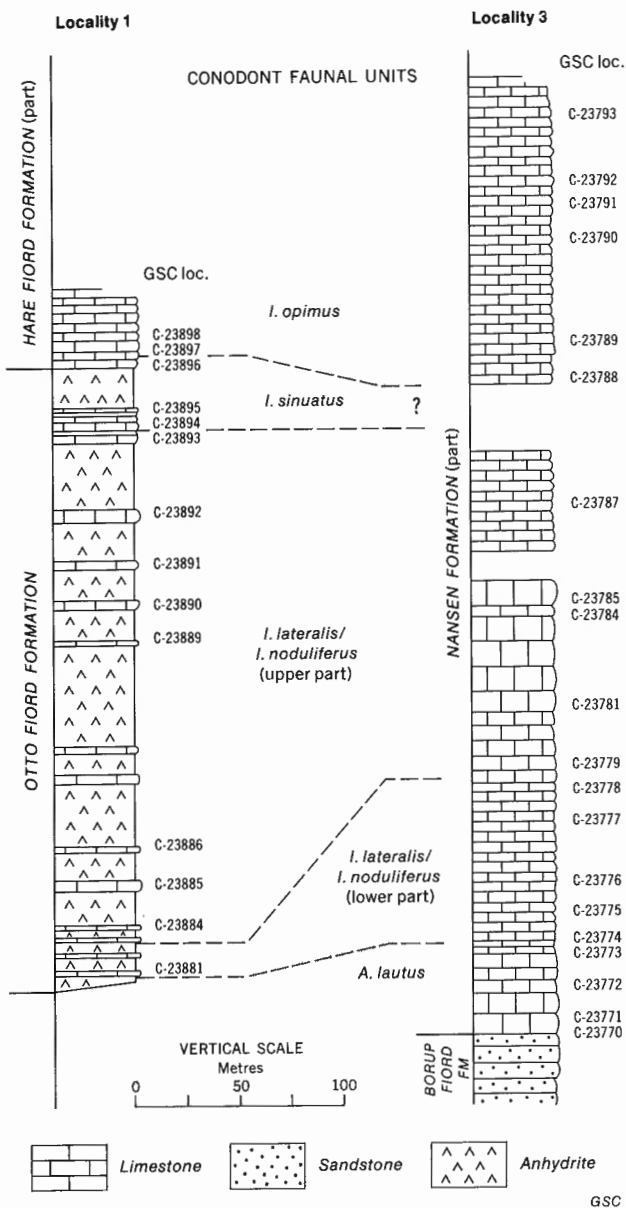 Locality 1
Locality 3
CONODONT FAUNAL UNITS
GSC loc.
HARE FIORD FORMATION (part)
OTTO FIORD FORMATION
GSC loc.
C-23898
C-23897
C-23896
C-23895
C-23894
C-23893
C-23892
C-23891
C-23890
C-23889
C-23886
C-23885
C-23884
C-23881
I. opimus
I. sinuatus
?
I. lateralis/
I. noduliferus
(upper part)
I. lateralis/
I. noduliferus
(lower part)
A. lautus
NANSEN FORMATION (part)
BORUP
FIORD
FM
C-23793
C-23792
C-23791
C-23790
C-23789
C-23788
C-23787
C-23785
C-23784
C-23781
C-23779
C-23778
C-23777
C-23776
C-23775
C-23774
C-23773
C-23772
C-23771
C-23770
VERTICAL SCALE
Metres
0 50 100
Limestone
Sandstone
Anhydrite
GSC